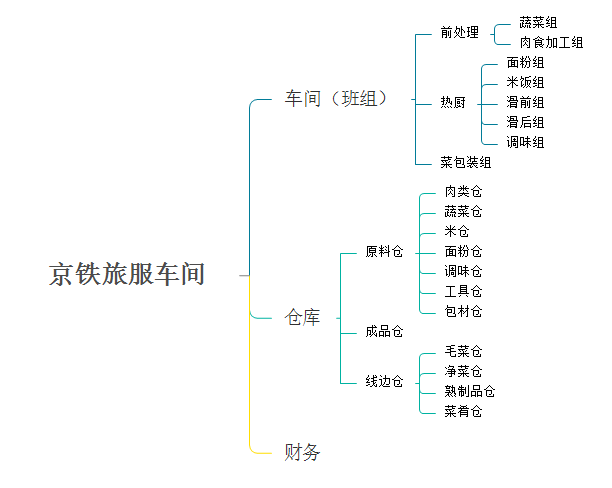 京铁旅服车间
车间（班组）
前处理
蔬菜组
肉食加工组
热厨
面粉组
米饭组
滑前组
滑后组
调味组
菜包装组
仓库
原料仓
肉类仓
蔬菜仓
米仓
面粉仓
调味仓
工具仓
包材仓
成品仓
线边仓
毛菜仓
净菜仓
熟制品仓
菜肴仓
财务